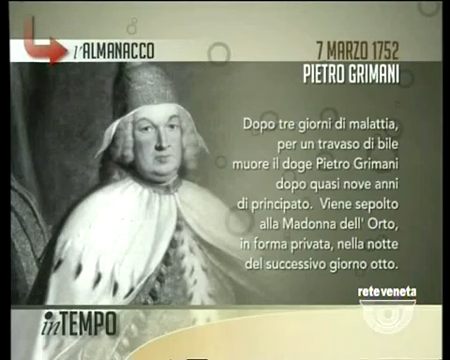 l'ALMANACCO
7 MARZO 1752
PIETRO GRIMANI
Dopo tre giorni di malattia,
per un travaso di bile
muore il doge Pietro Grimani
dopo quasi nove anni
di principato. Viene sepolto
alla Madonna dell' Orto,
in forma privata, nella notte
del successivo giorno otto.
reteveneta
inTEMPO